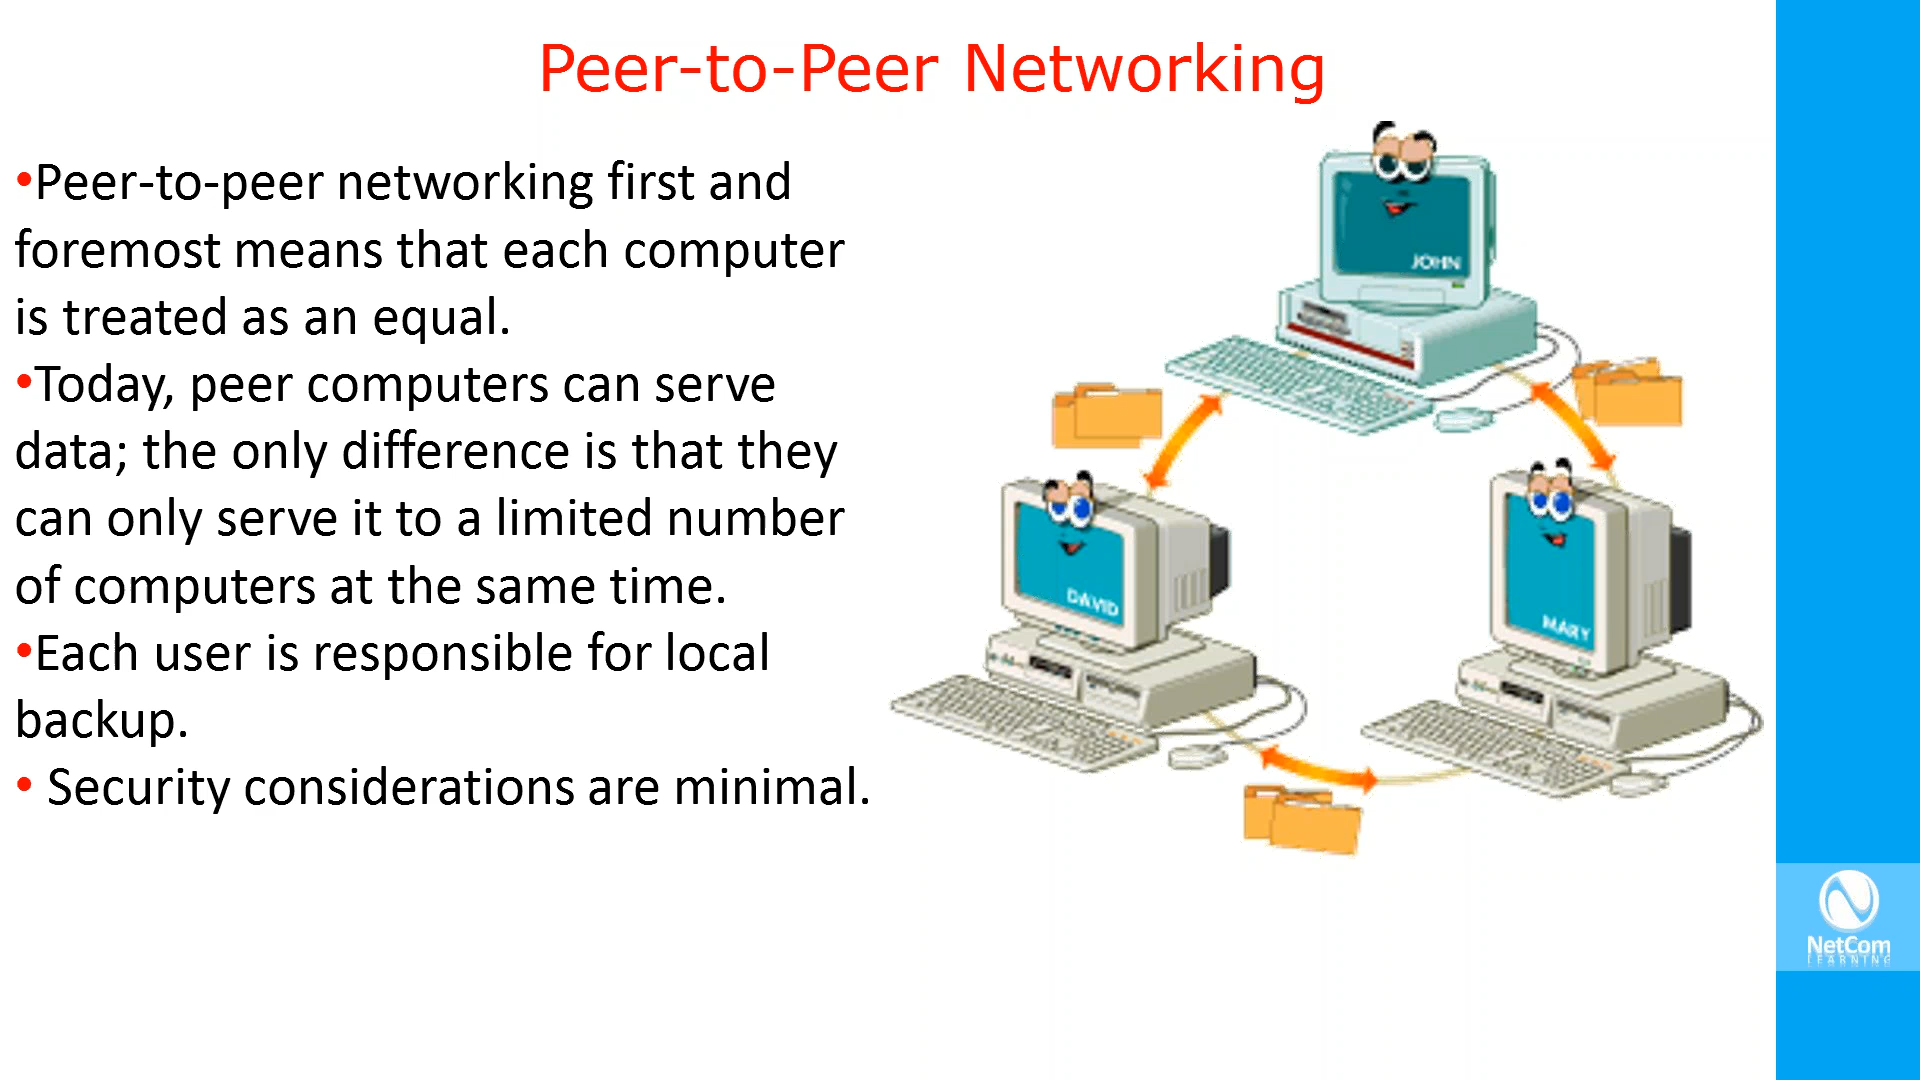 Peer-to-Peer Networking
•Peer-to-peer networking first and
foremost means that each computer
is treated as an equal.
•Today, peer computers can serve
data; the only difference is that they
can only serve it to a limited number
of computers at the same time.
•Each user is responsible for local
backup.
• Security considerations are minimal.
JOHN
DAVID
MARY
NetCom
LEARNING